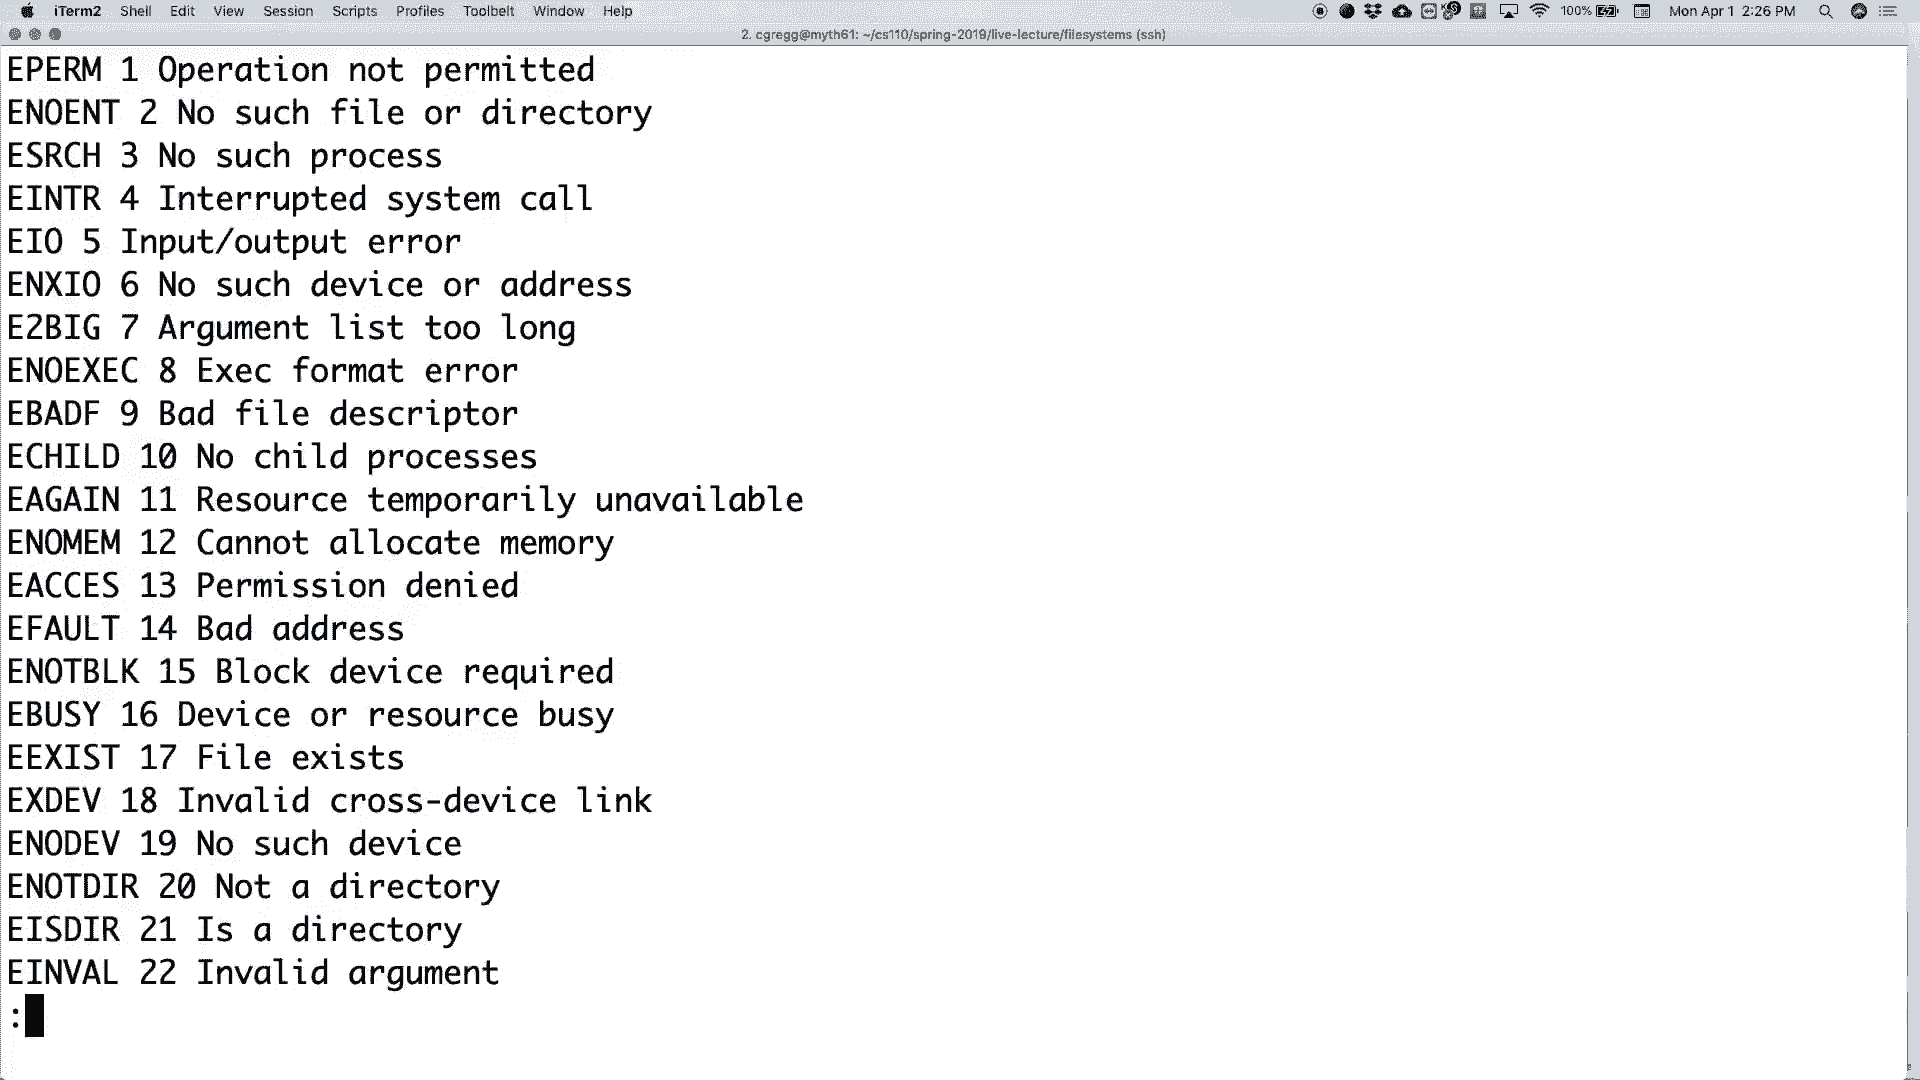 iTerm2 Shell Edit View Session Scripts Profiles Toolbelt Window Help 100% Mon Apr 1 2:26 PM
2. cgregg@myth61: ~/cs110/spring-2019/live-lecture/filesystems (ssh)
EPERM 1 Operation not permitted
ENOENT 2 No such file or directory
ESRCH 3 No such process
EINTR 4 Interrupted system call
EIO 5 Input/output error
ENXIO 6 No such device or address
E2BIG 7 Argument list too long
ENOEXEC 8 Exec format error
EBADF 9 Bad file descriptor
ECHILD 10 No child processes
EAGAIN 11 Resource temporarily unavailable
ENOMEM 12 Cannot allocate memory
EACCES 13 Permission denied
EFAULT 14 Bad address
ENOTBLK 15 Block device required
EBUSY 16 Device or resource busy
EEXIST 17 File exists
EXDEV 18 Invalid cross-device link
ENODEV 19 No such device
ENOTDIR 20 Not a directory
EISDIR 21 Is a directory
EINVAL 22 Invalid argument
: